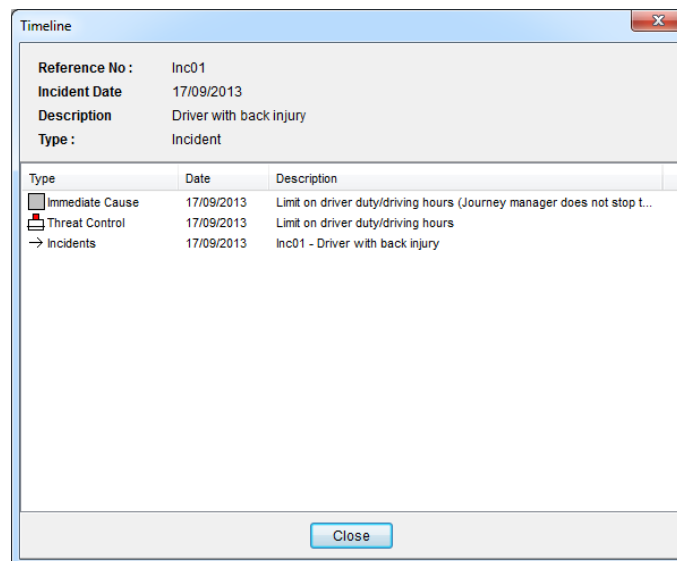 Timeline
Reference No : Inc01
Incident Date 17/09/2013
Description Driver with back injury
Type : Incident
Type Date Description
Immediate Cause 17/09/2013 Limit on driver duty/driving hours (Journey manager does not stop t...
Threat Control 17/09/2013 Limit on driver duty/driving hours
Incidents 17/09/2013 Inc01 - Driver with back injury
Close